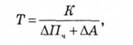 T = K / (ΔПч + ΔA),